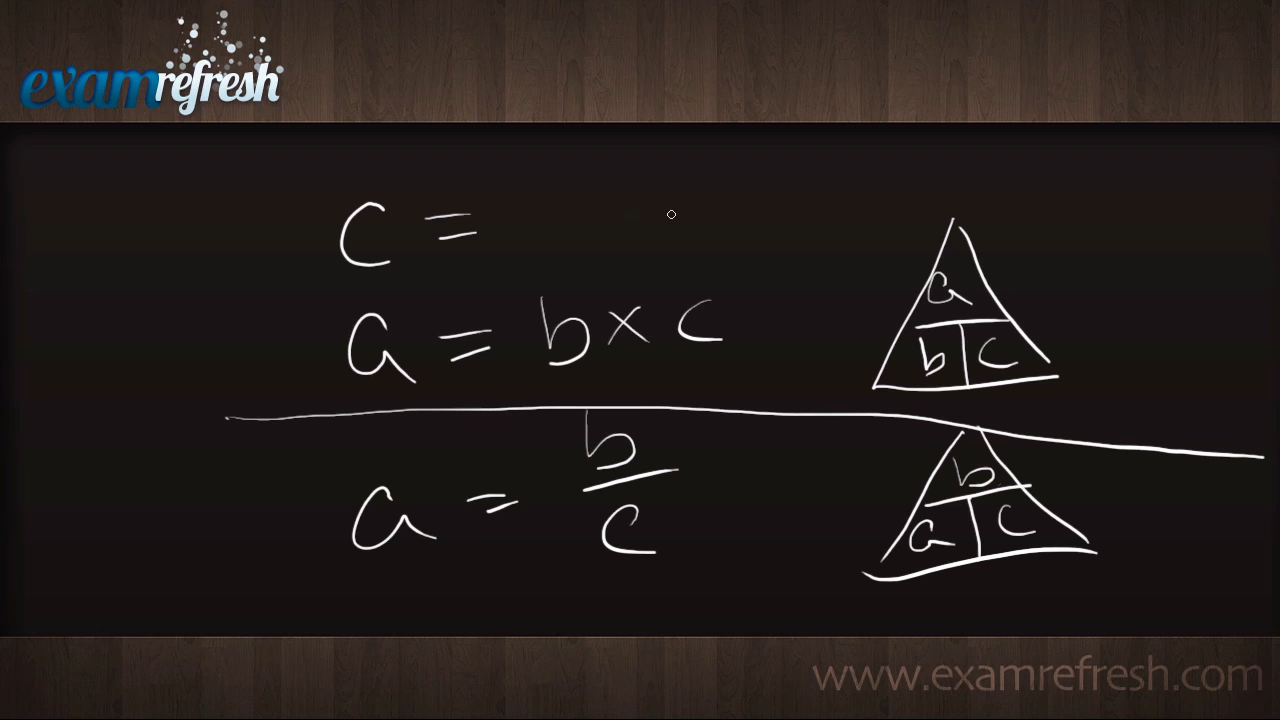 examrefresh
c =
a = b × c
a
b c
a = b/c
b
a c
www.examrefresh.com